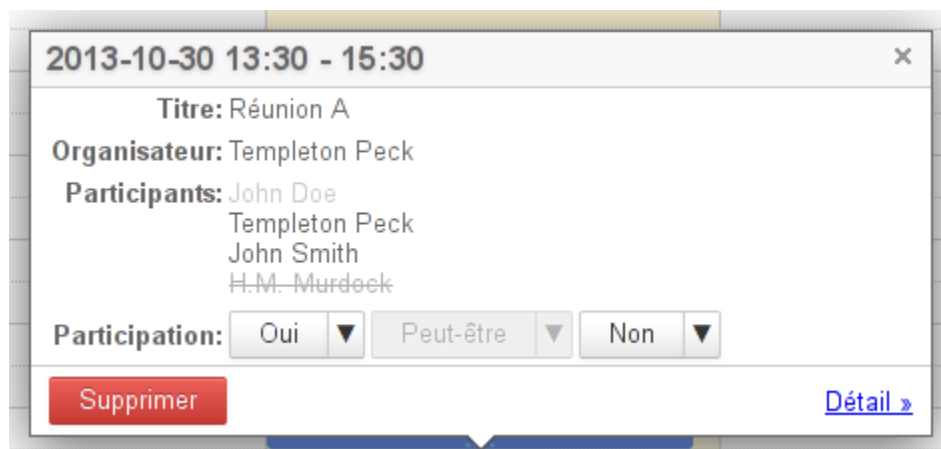 2013-10-30 13:30 - 15:30 ×
Titre: Réunion A
Organisateur: Templeton Peck
Participants: John Doe
Templeton Peck
John Smith
H.M. Murdock
Participation: Oui ▼ Peut-être ▼ Non ▼
Supprimer Détail »